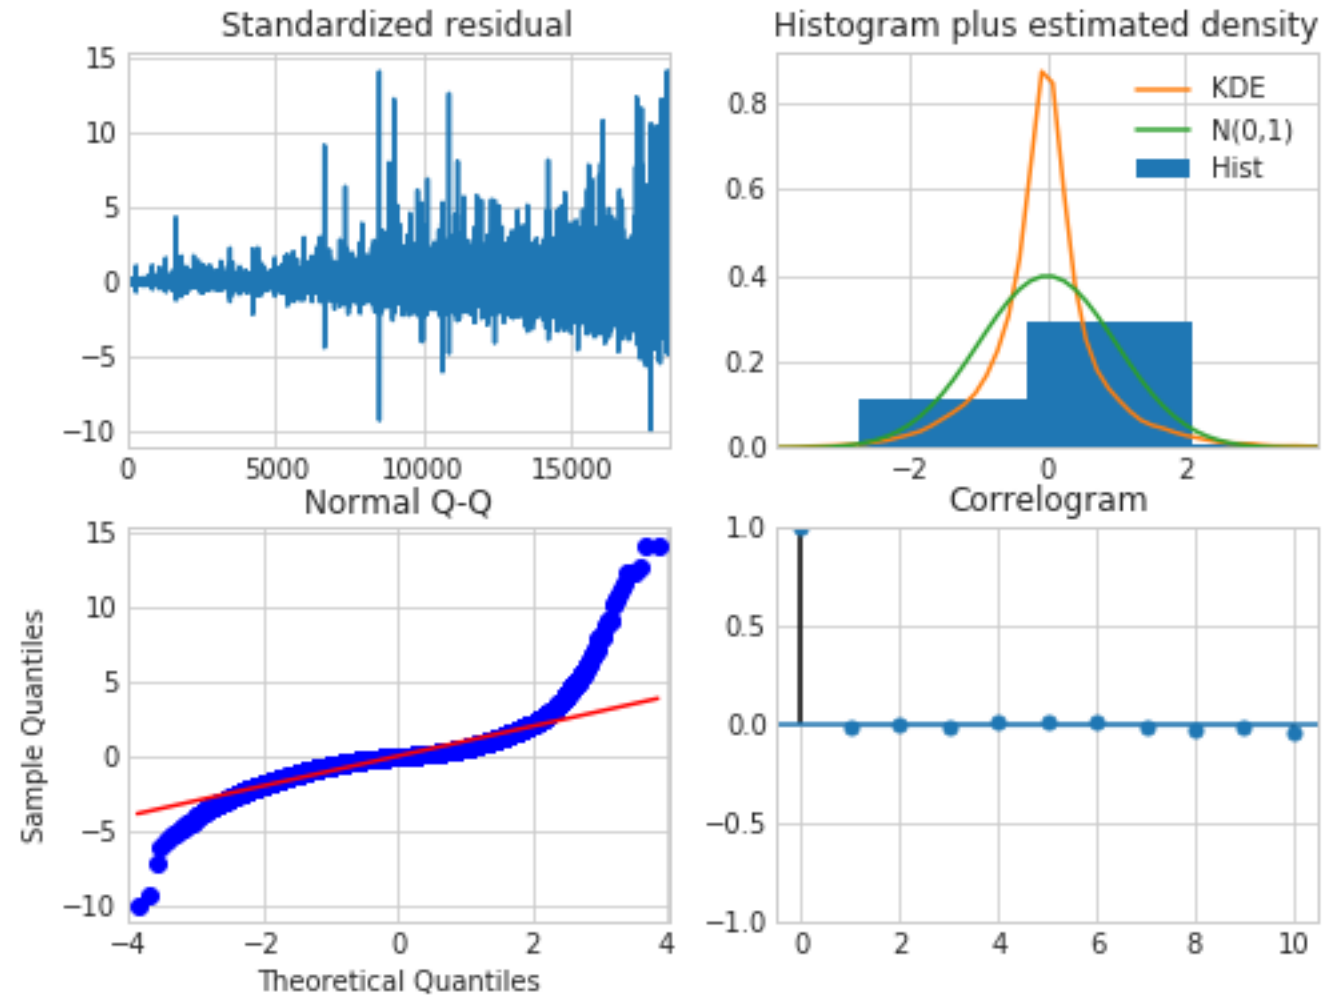 Standardized residual
15
10
5
0
−5
−10
0 5000 10000 15000
Histogram plus estimated density
KDE
N(0,1)
Hist
0.8
0.6
0.4
0.2
0.0
−2 0 2
Normal Q-Q
Sample Quantiles
15
10
5
0
−5
−10
−4 −2 0 2 4
Theoretical Quantiles
Correlogram
1.0
0.5
0.0
−0.5
−1.0
0 2 4 6 8 10